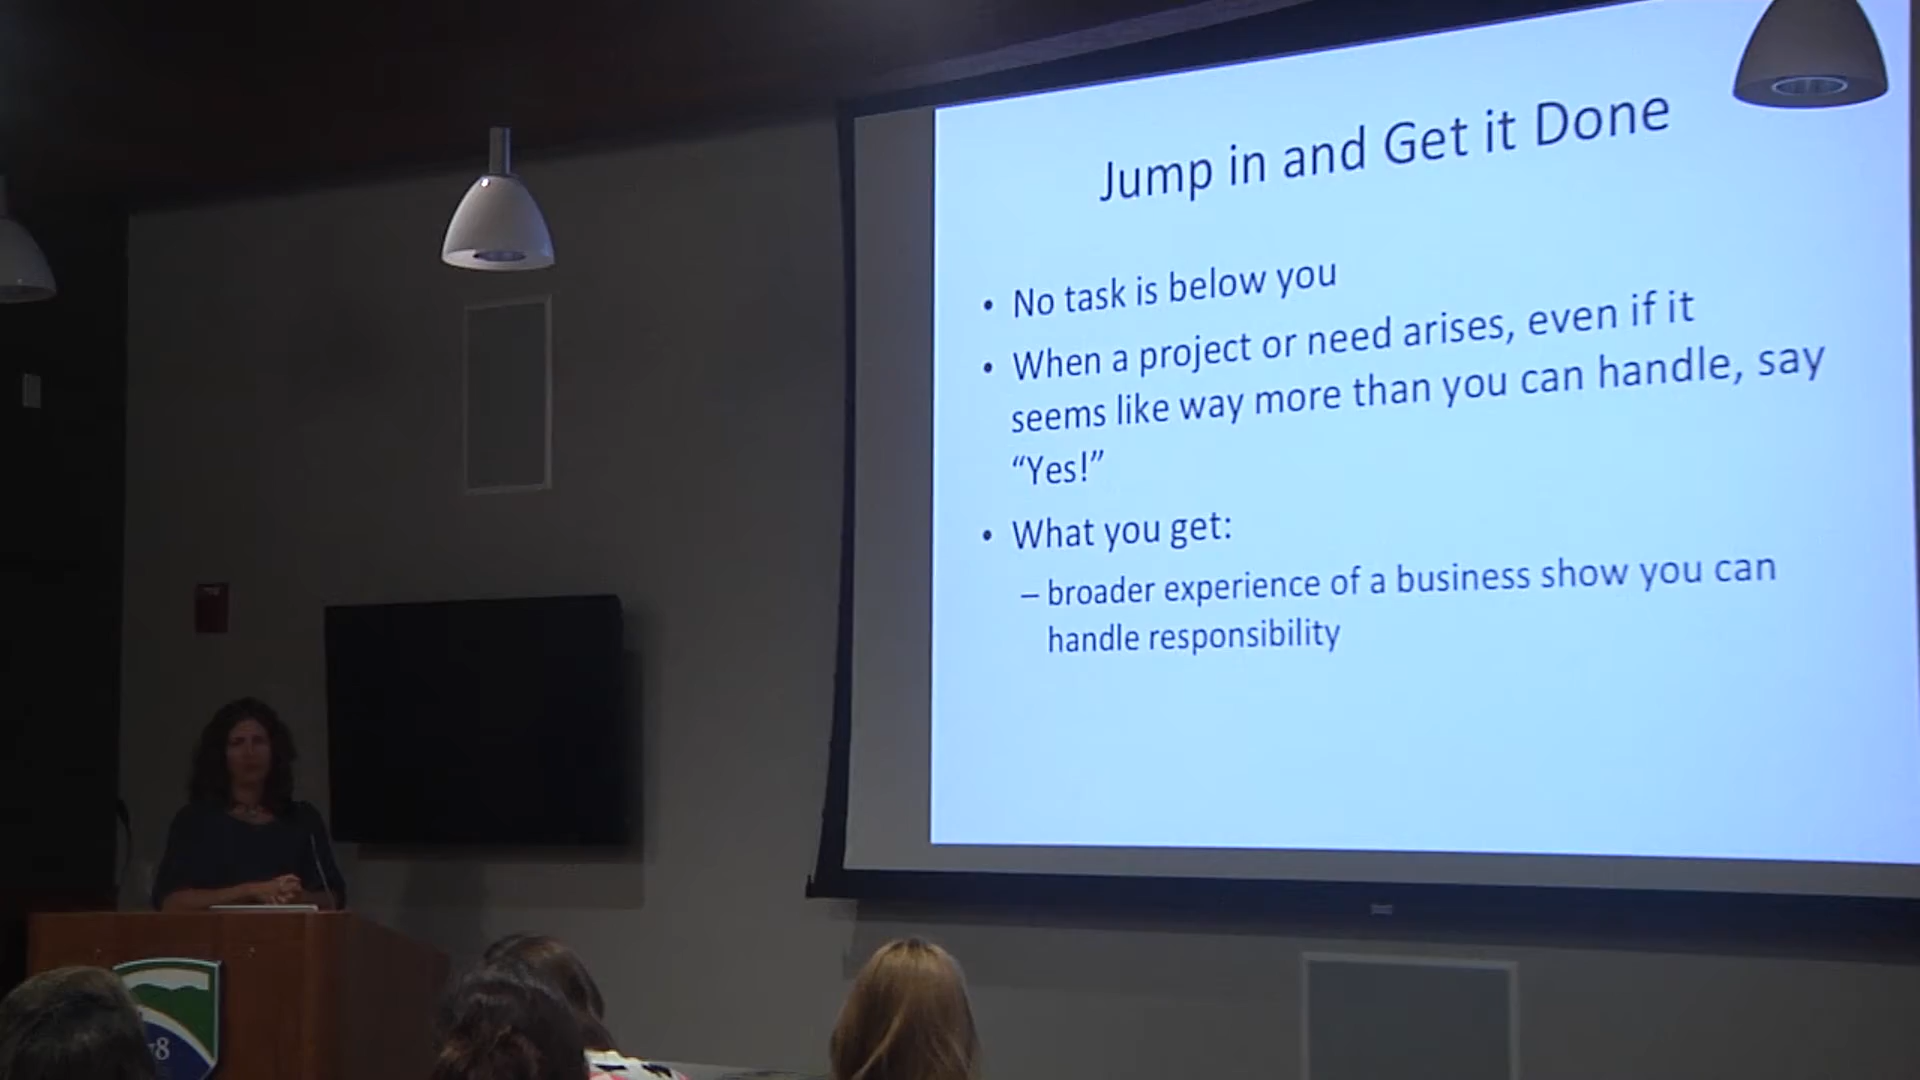 Jump in and Get it Done
• No task is below you
• When a project or need arises, even if it
seems like way more than you can handle, say
“Yes!”
• What you get:
– broader experience of a business show you can
handle responsibility